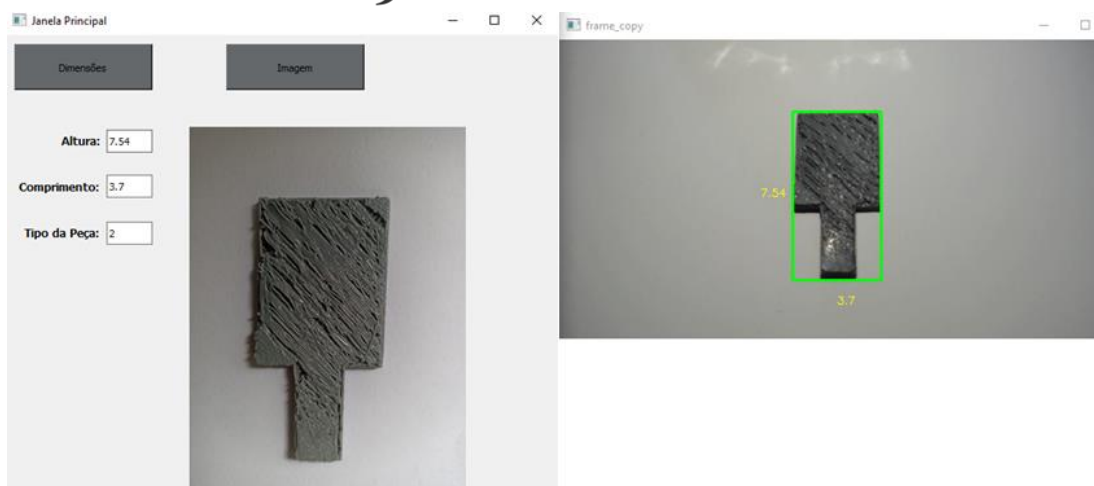 Janela Principal
Dimensões
Imagem
Altura: 7.54
Comprimento: 3.7
Tipo da Peça: 2
frame_copy
7.54
3.7